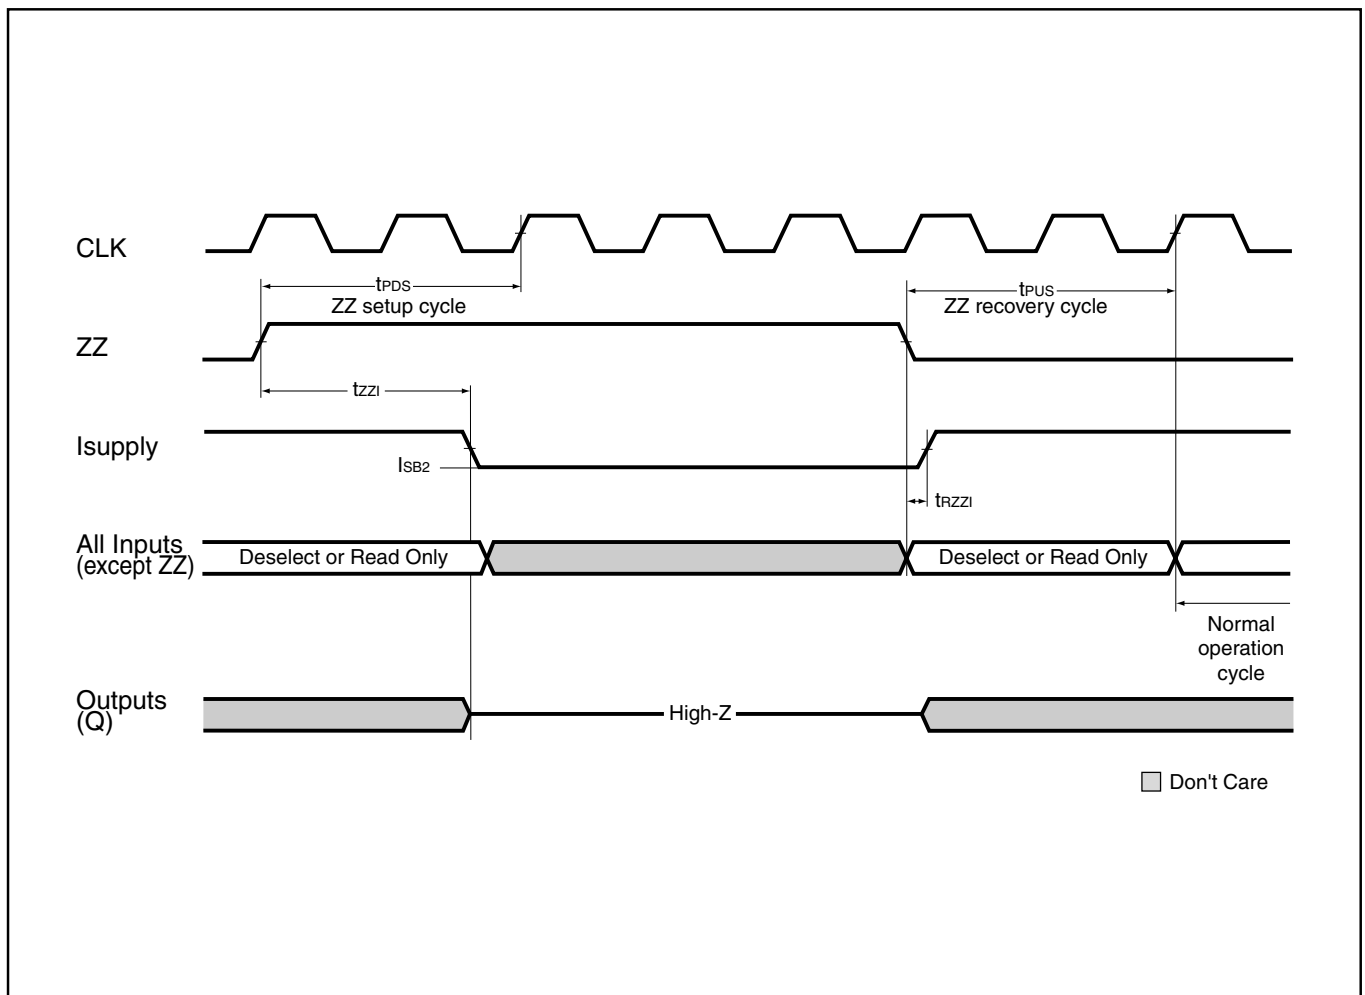 CLK
tPDS
ZZ setup cycle
tPUS
ZZ recovery cycle
ZZ
tZZI
Isupply
ISB2
tRZZI
All Inputs
(except ZZ)
Deselect or Read Only
Deselect or Read Only
Normal
operation
cycle
Outputs
(Q)
High-Z
Don't Care